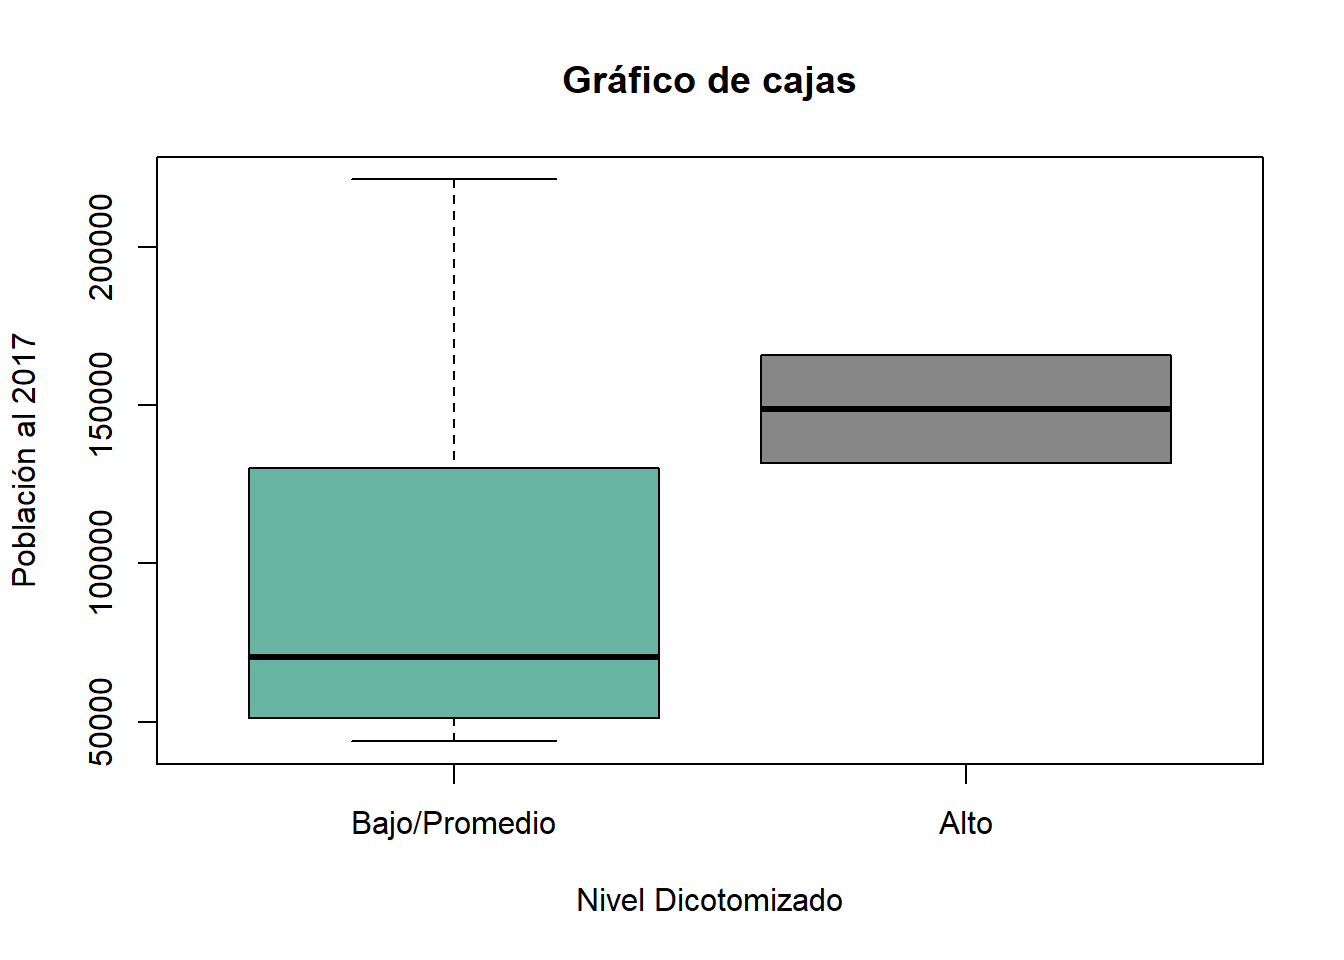 Gráfico de cajas
Población al 2017
200000
150000
100000
50000
Bajo/Promedio
Alto
Nivel Dicotomizado